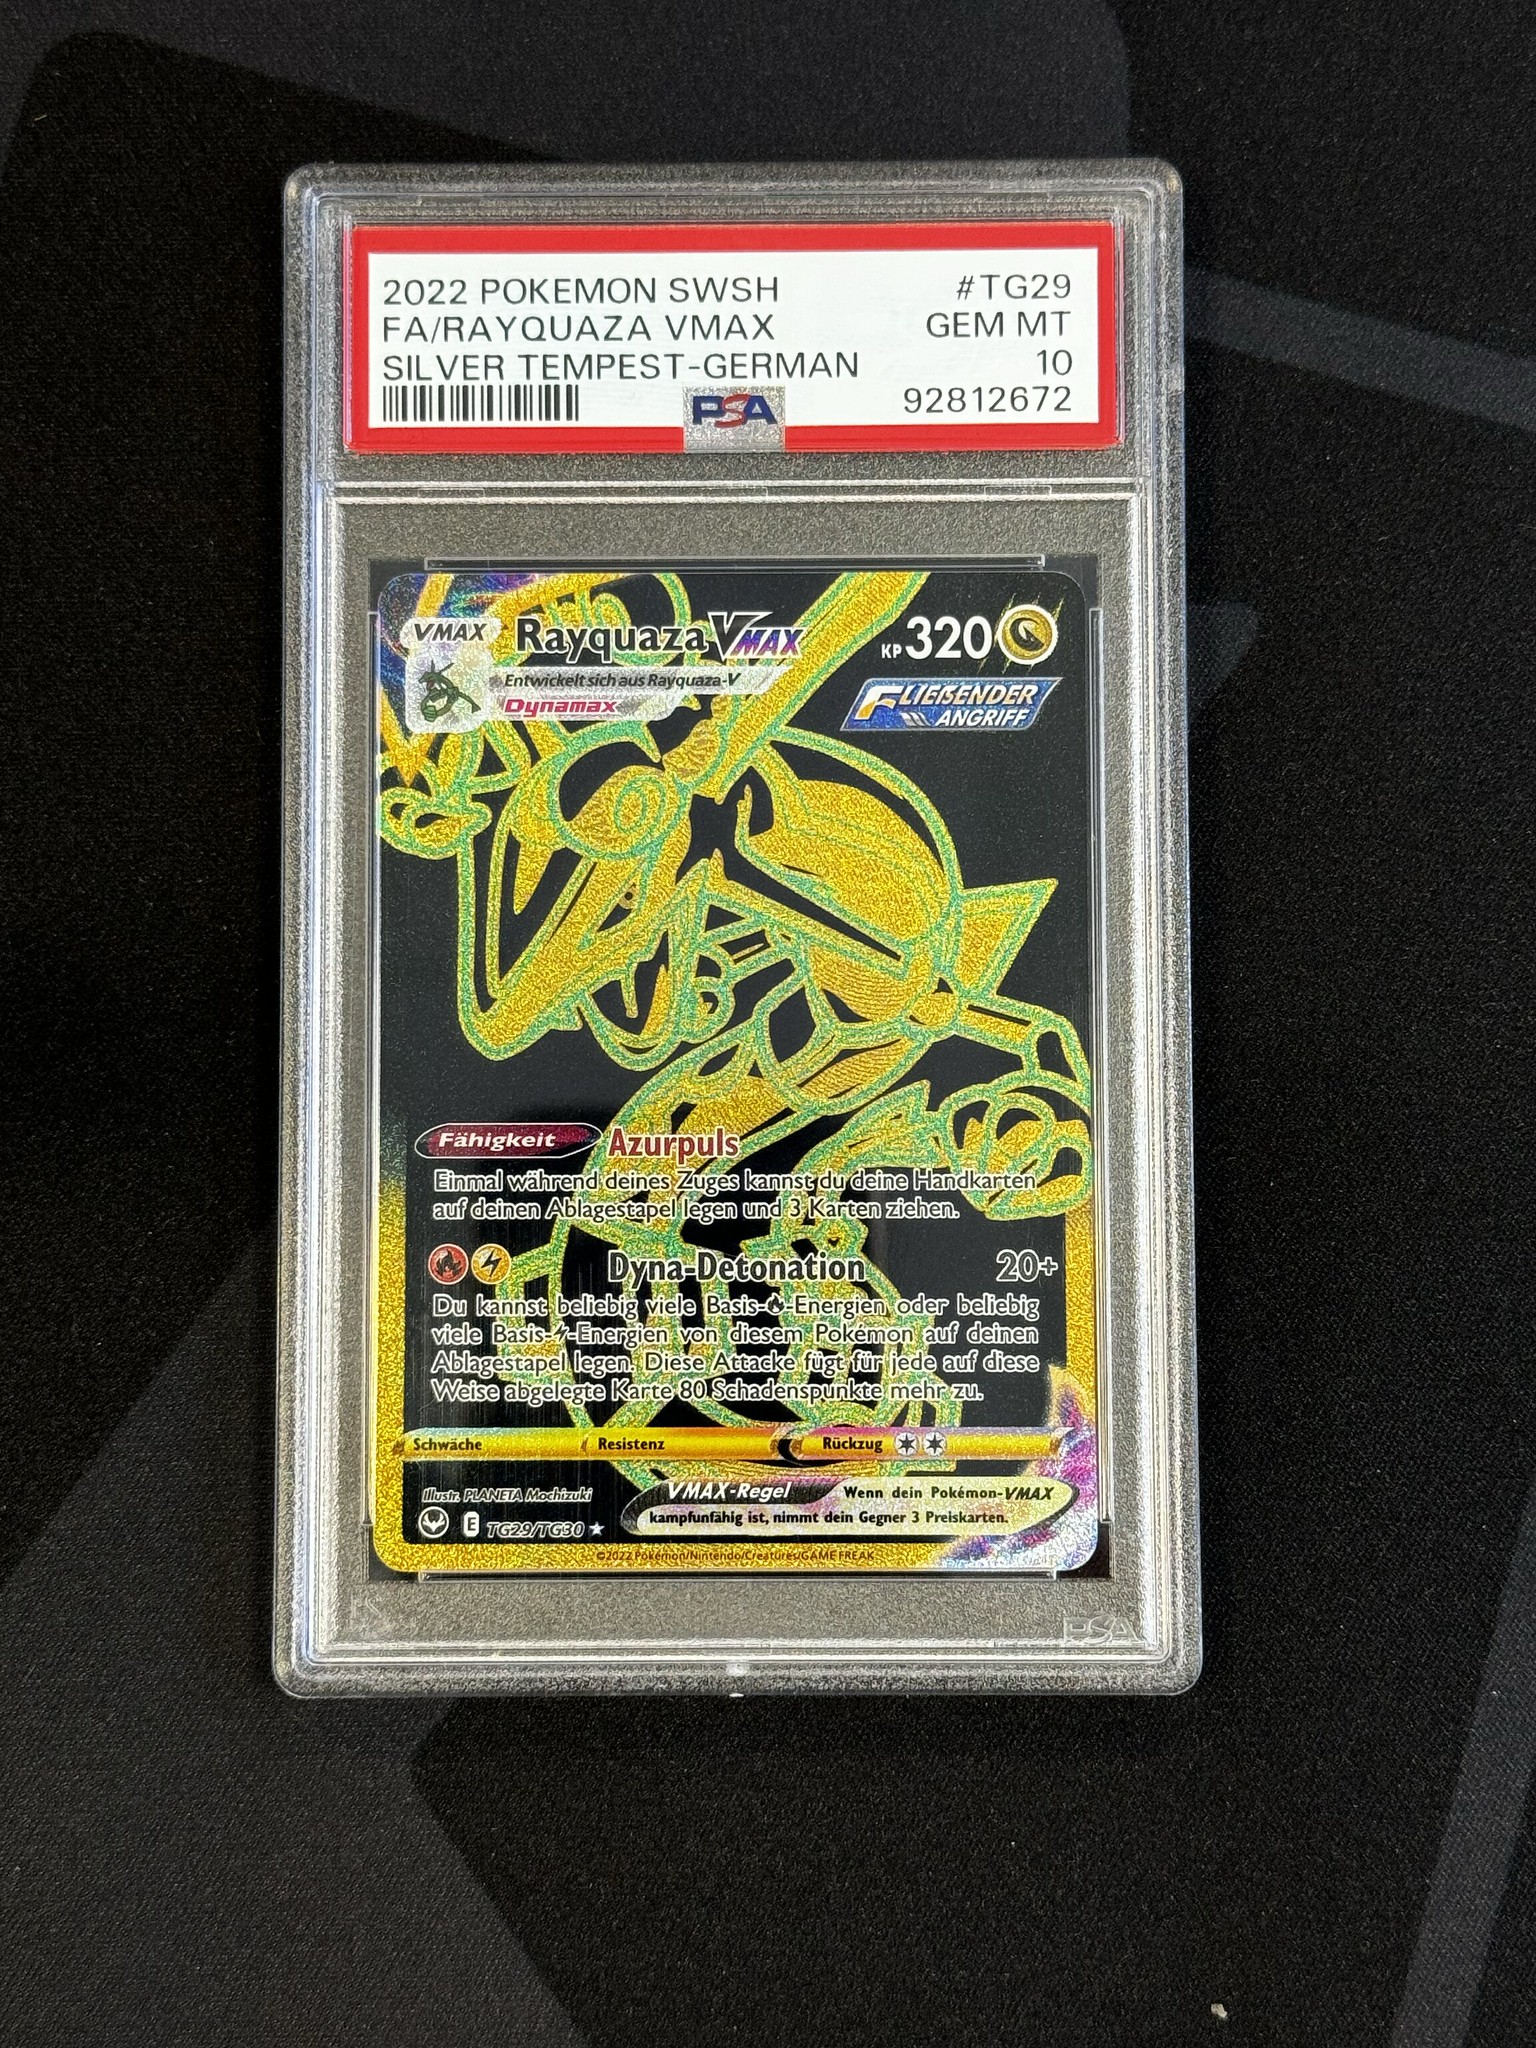 2022 POKEMON SWSH #TG29
FA/RAYQUAZA VMAX GEM MT
SILVER TEMPEST-GERMAN 10
PSA 92812672
VMAX Rayquaza VMAX KP 320
Entwickelt sich aus Rayquaza-V
Dynamax
FLIEẞENDER
ANGRIFF
Fähigkeit Azurpuls
Einmal während deines Zuges kannst du deine Handkarten
auf deinen Ablagestapel legen und 3 Karten ziehen.
Dyna-Detonation 20+
Du kannst beliebig viele Basis--Energien oder beliebig
viele Basis--Energien von diesem Pokémon auf deinen
Ablagestapel legen. Diese Attacke fügt für jede auf diese
Weise abgelegte Karte 80 Schadenspunkte mehr zu.
Schwäche Resistenz Rückzug
Illustr. PLANETA Mochizuki
VMAX-Regel Wenn dein Pokémon-VMAX
kampfunfähig ist, nimmt dein Gegner 3 Preiskarten.
E TG29/TG30 ★
©2022 Pokémon/Nintendo/Creatures/GAME FREAK
PSA